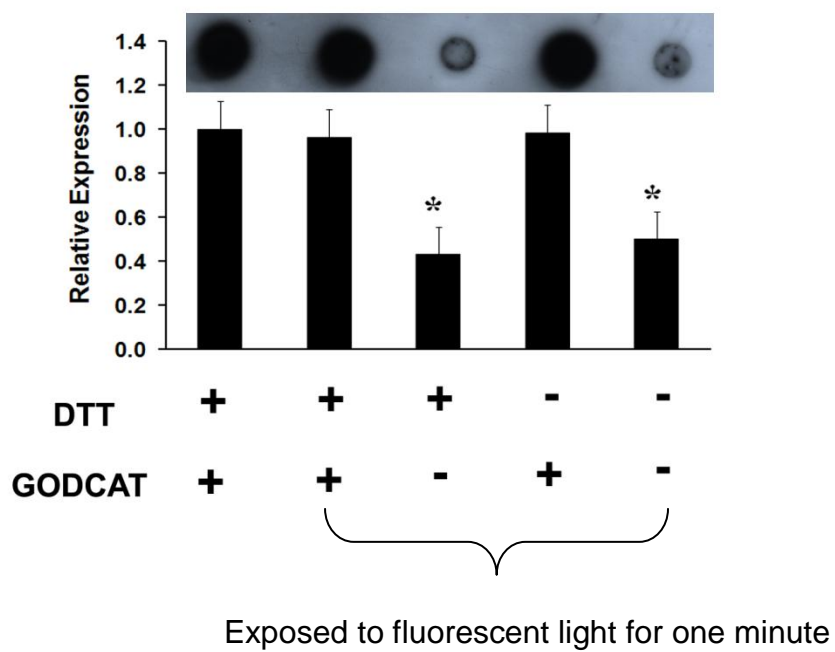 1.4
1.2
1.0
0.8
0.6
0.4
0.2
0.0
Relative Expression
* *
DTT + + + - -
GODCAT + + - + -
Exposed to fluorescent light for one minute